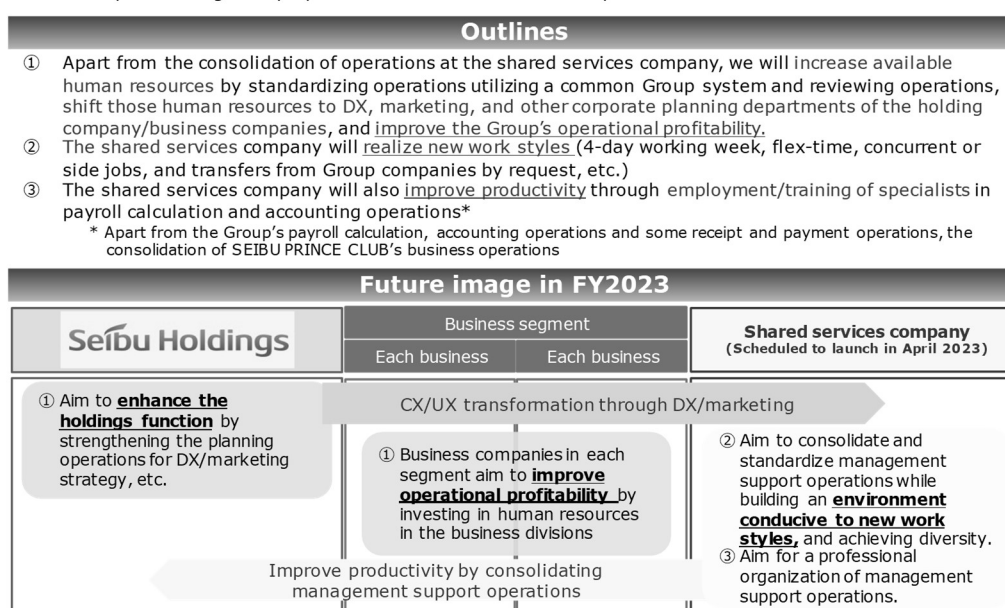 Outlines
① Apart from the consolidation of operations at the shared services company, we will increase available
human resources by standardizing operations utilizing a common Group system and reviewing operations,
shift those human resources to DX, marketing, and other corporate planning departments of the holding
company/business companies, and improve the Group's operational profitability.
② The shared services company will realize new work styles (4-day working week, flex-time, concurrent or
side jobs, and transfers from Group companies by request, etc.)
③ The shared services company will also improve productivity through employment/training of specialists in
payroll calculation and accounting operations*
* Apart from the Group's payroll calculation, accounting operations and some receipt and payment operations, the
consolidation of SEIBU PRINCE CLUB's business operations
Future image in FY2023
Seibu Holdings
Business segment
Each business
Each business
Shared services company
(Scheduled to launch in April 2023)
① Aim to enhance the
holdings function by
strengthening the planning
operations for DX/marketing
strategy, etc.
CX/UX transformation through DX/marketing
① Business companies in each
segment aim to improve
operational profitability by
investing in human resources
in the business divisions
② Aim to consolidate and
standardize management
support operations while
building an environment
conducive to new work
styles, and achieving diversity.
③ Aim for a professional
organization of management
support operations.
Improve productivity by consolidating
management support operations